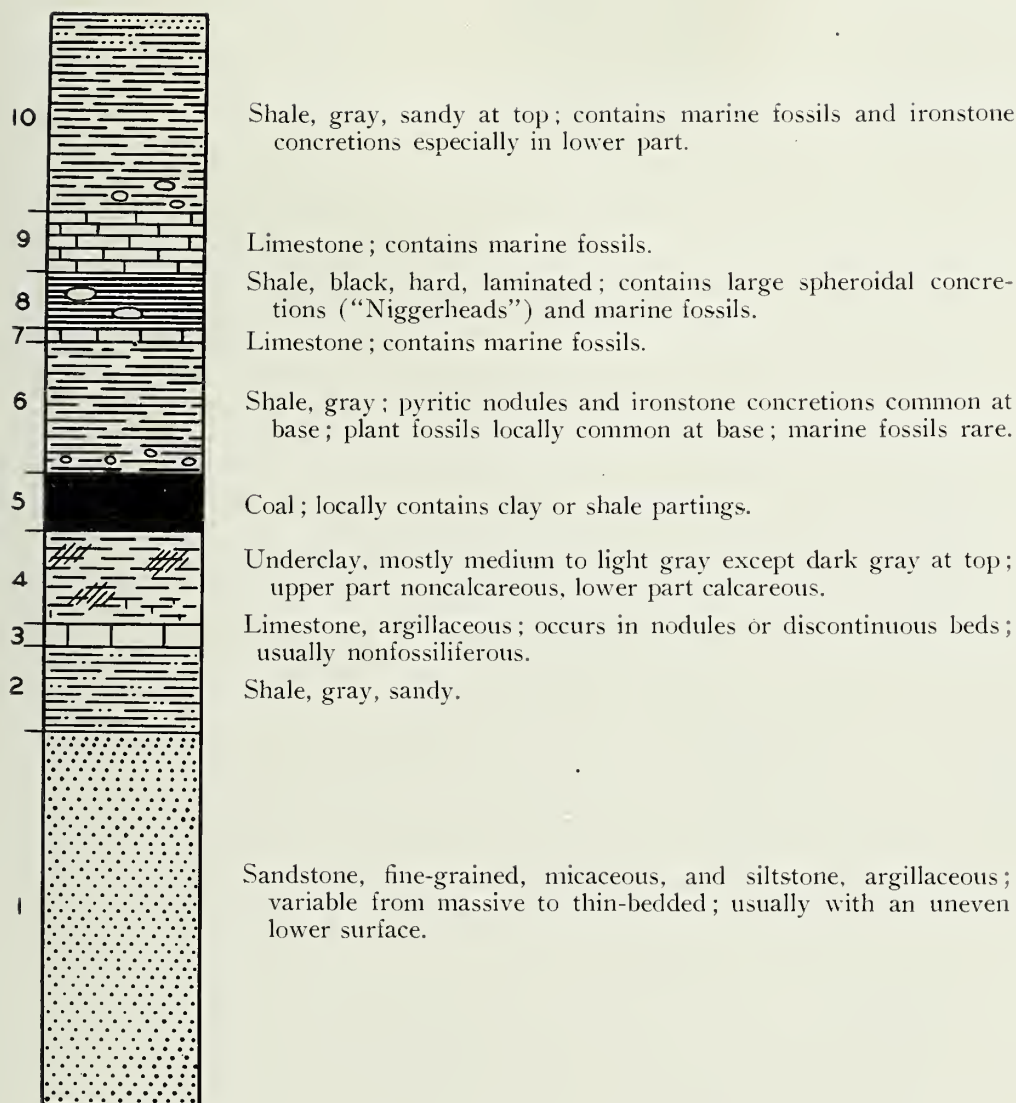 10
Shale, gray, sandy at top; contains marine fossils and ironstone
concretions especially in lower part.
9
Limestone; contains marine fossils.
8
Shale, black, hard, laminated; contains large spheroidal concre-
tions ("Niggerheads") and marine fossils.
7
Limestone; contains marine fossils.
6
Shale, gray; pyritic nodules and ironstone concretions common at
base; plant fossils locally common at base; marine fossils rare.
5
Coal; locally contains clay or shale partings.
4
Underclay, mostly medium to light gray except dark gray at top;
upper part noncalcareous, lower part calcareous.
3
Limestone, argillaceous; occurs in nodules or discontinuous beds;
usually nonfossiliferous.
2
Shale, gray, sandy.
1
Sandstone, fine-grained, micaceous, and siltstone, argillaceous;
variable from massive to thin-bedded; usually with an uneven
lower surface.